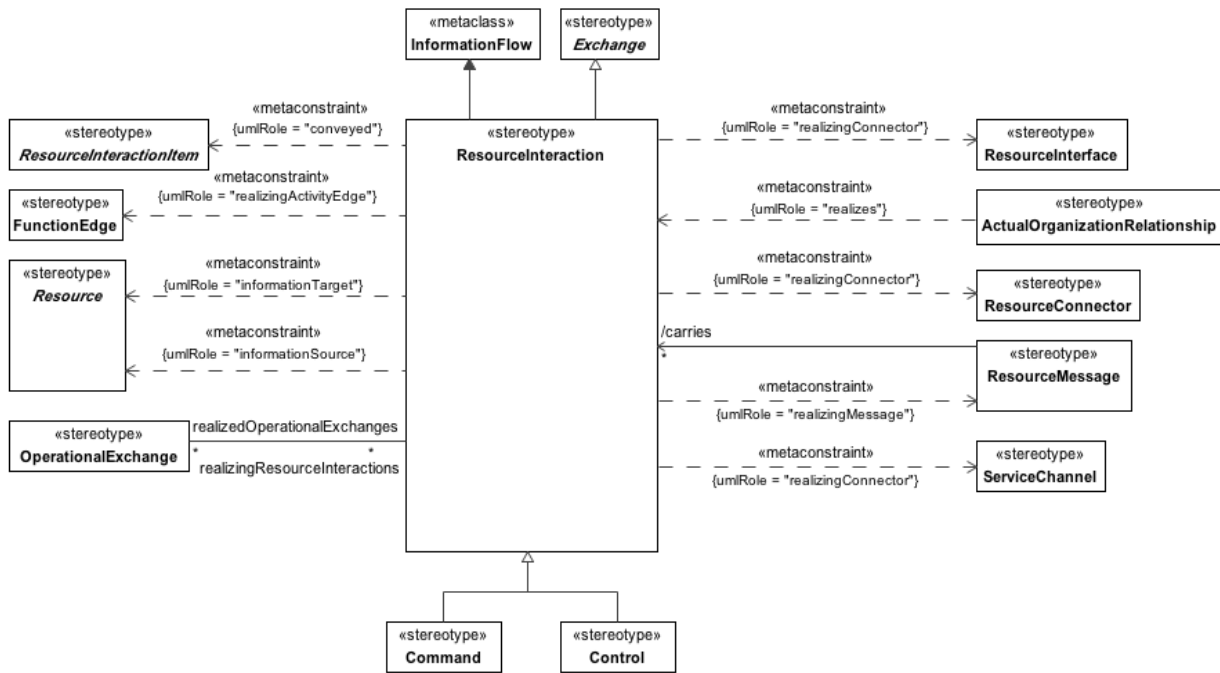 «metaclass»
InformationFlow
«stereotype»
Exchange
«metaconstraint»
{umlRole = "conveyed"}
«stereotype»
ResourceInteractionItem
«metaconstraint»
{umlRole = "realizingActivityEdge"}
«stereotype»
FunctionEdge
«stereotype»
Resource
«metaconstraint»
{umlRole = "informationTarget"}
«metaconstraint»
{umlRole = "informationSource"}
«stereotype»
OperationalExchange
realizedOperationalExchanges
* *
realizingResourceInteractions
«stereotype»
ResourceInteraction
«metaconstraint»
{umlRole = "realizingConnector"}
«stereotype»
ResourceInterface
«metaconstraint»
{umlRole = "realizes"}
«stereotype»
ActualOrganizationRelationship
«metaconstraint»
{umlRole = "realizingConnector"}
«stereotype»
ResourceConnector
/carries
*
«stereotype»
ResourceMessage
«metaconstraint»
{umlRole = "realizingMessage"}
«metaconstraint»
{umlRole = "realizingConnector"}
«stereotype»
ServiceChannel
«stereotype»
Command
«stereotype»
Control